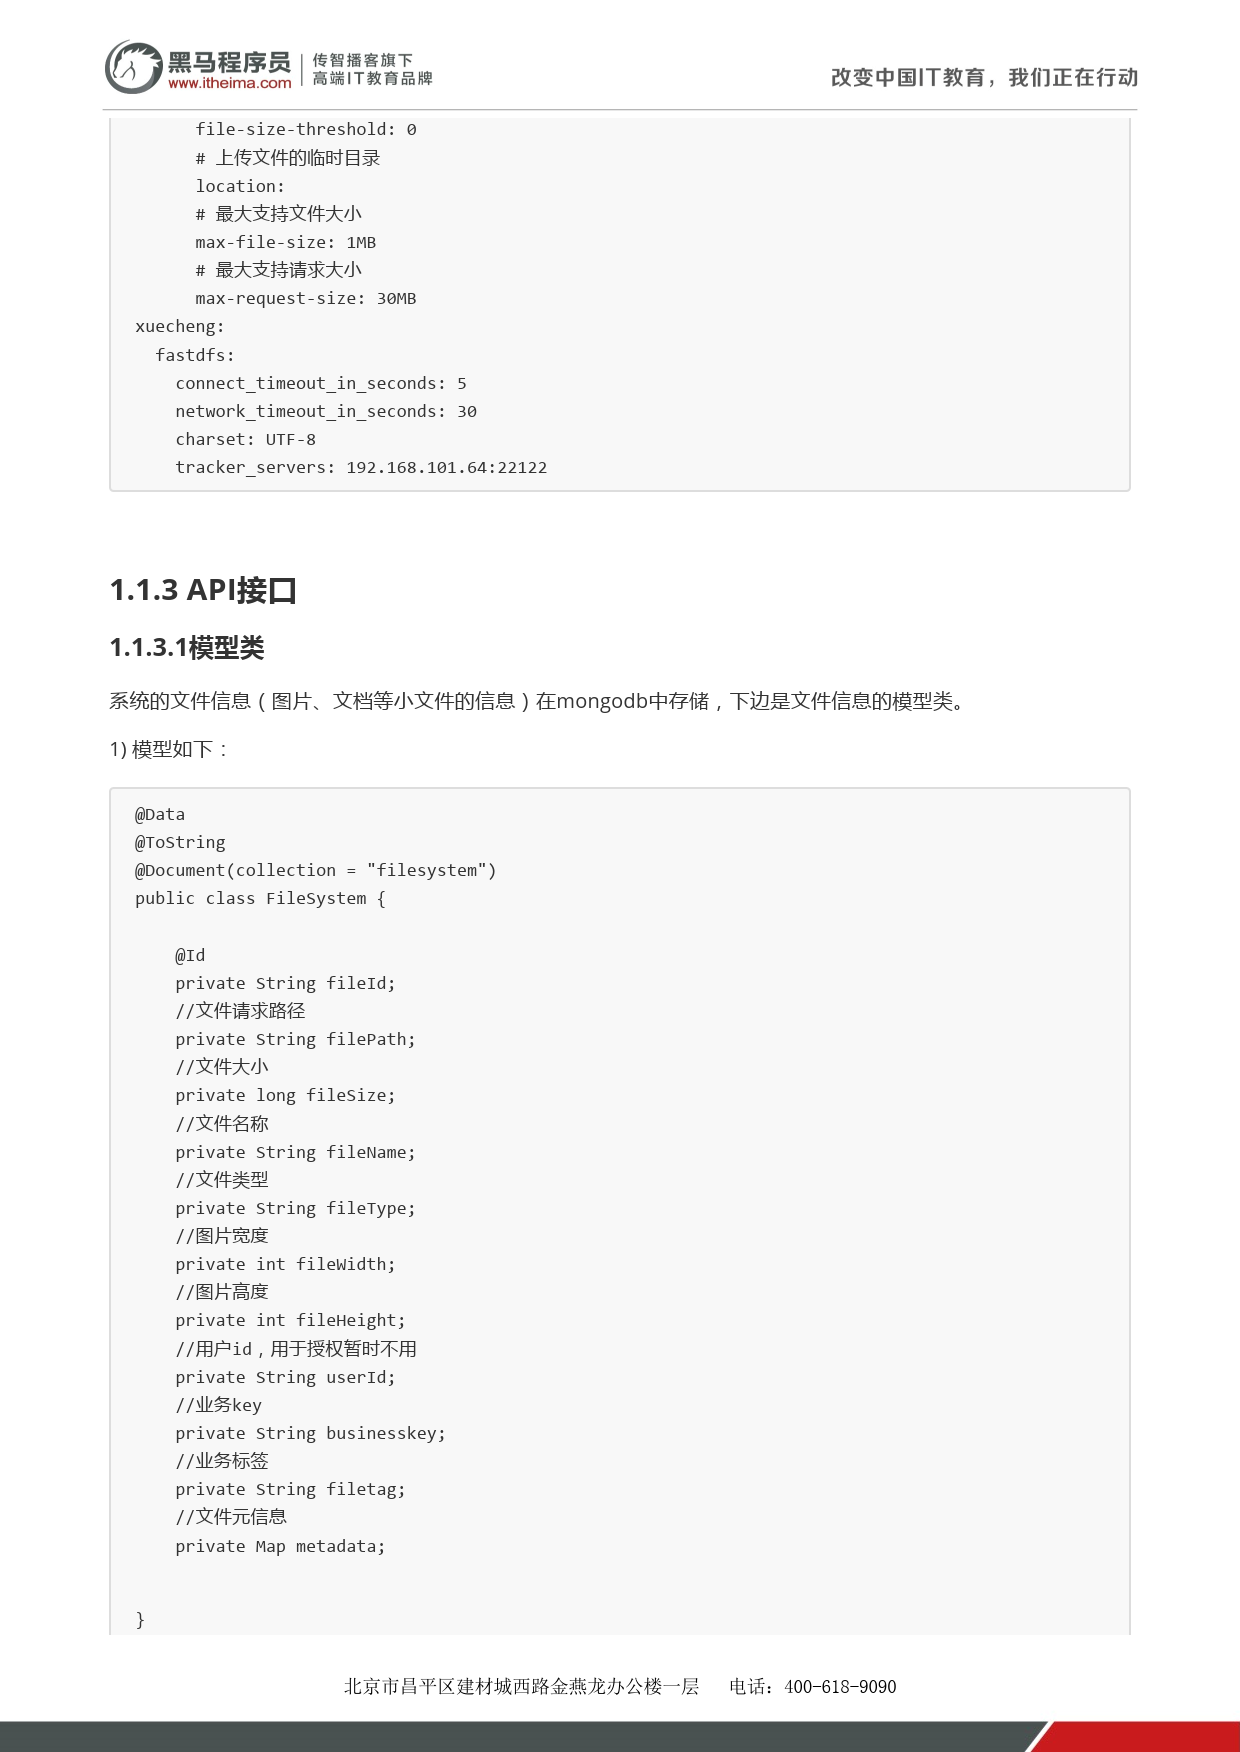 黑马程序员
www.itheima.com
传智播客旗下
高端IT教育品牌
改变中国IT教育，我们正在行动
      file-size-threshold: 0
      # 上传文件的临时目录
      location:
      # 最大支持文件大小
      max-file-size: 1MB
      # 最大支持请求大小
      max-request-size: 30MB
xuecheng:
  fastdfs:
    connect_timeout_in_seconds: 5
    network_timeout_in_seconds: 30
    charset: UTF-8
    tracker_servers: 192.168.101.64:22122
1.1.3 API接口
1.1.3.1模型类
系统的文件信息（图片、文档等小文件的信息）在mongodb中存储，下边是文件信息的模型类。
1) 模型如下：
@Data
@ToString
@Document(collection = "filesystem")
public class FileSystem {
    @Id
    private String fileId;
    //文件请求路径
    private String filePath;
    //文件大小
    private long fileSize;
    //文件名称
    private String fileName;
    //文件类型
    private String fileType;
    //图片宽度
    private int fileWidth;
    //图片高度
    private int fileHeight;
    //用户id，用于授权暂时不用
    private String userId;
    //业务key
    private String businesskey;
    //业务标签
    private String filetag;
    //文件元信息
    private Map metadata;
}
北京市昌平区建材城西路金燕龙办公楼一层 电话：400-618-9090